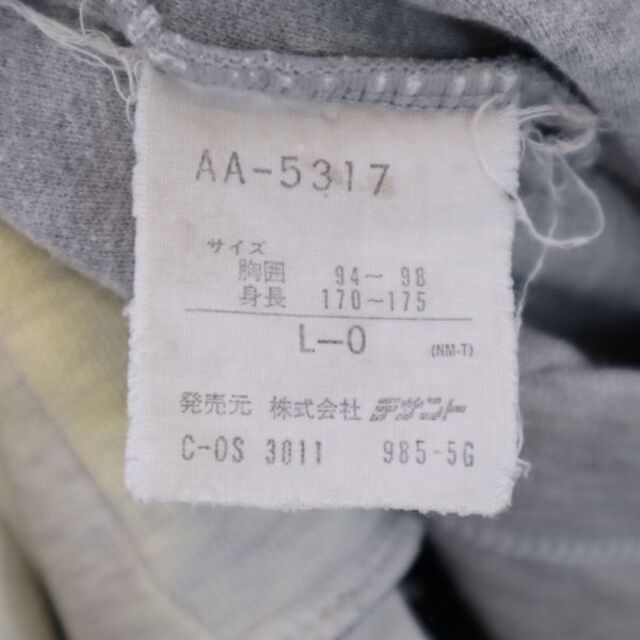 AA-5317
サイズ
胸囲 94～98
身長 170～175
L-O (NM-T)
発売元 株式会社 デサント
C-OS 3011 985-5G